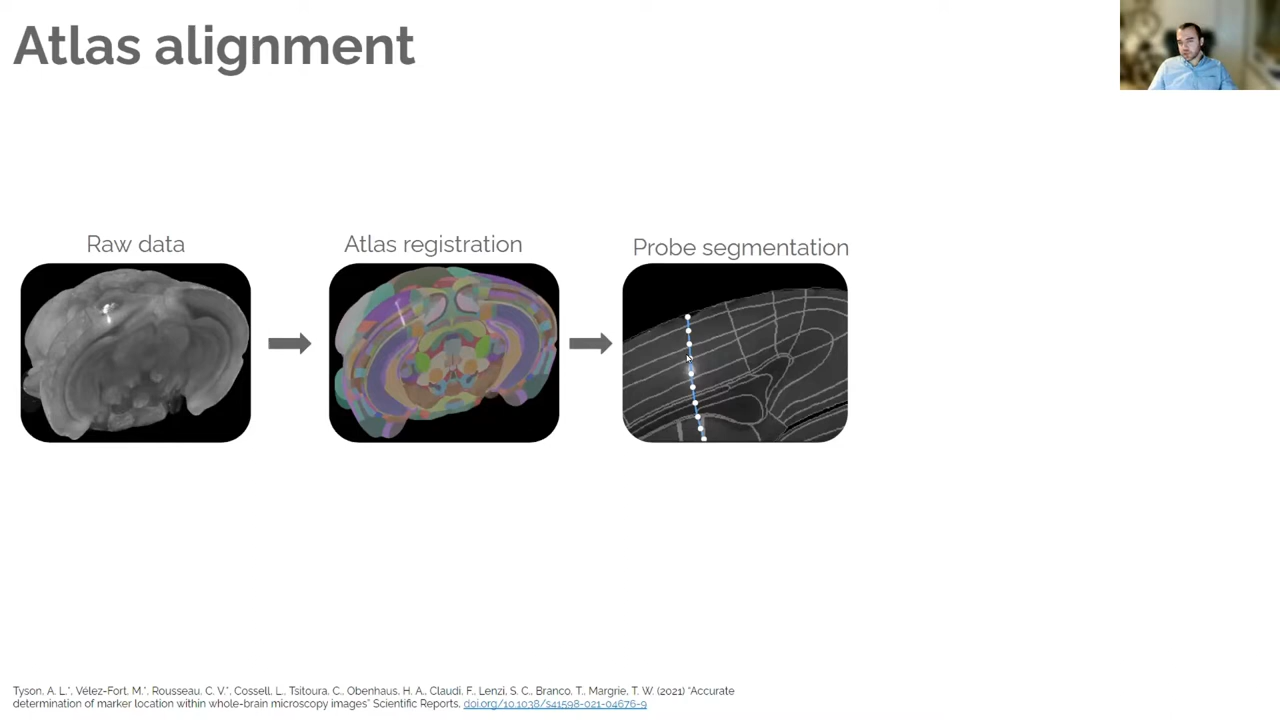 Atlas alignment
Raw data
Atlas registration
Probe segmentation
Tyson, A. L.*, Vélez-Fort, M.*, Rousseau, C. V.*, Cossell, L., Tsitoura, C., Obenhaus, H. A., Claudi, F., Lenzi, S. C., Branco, T., Margrie, T. W. (2021) "Accurate
determination of marker location within whole-brain microscopy images" Scientific Reports. doi.org/10.1038/s41598-021-04676-9